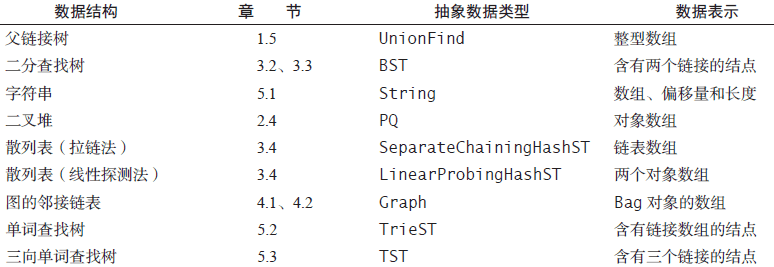 数据结构 章 节 抽象数据类型 数据表示
父链接树 1.5 UnionFind 整型数组
二分查找树 3.2、3.3 BST 含有两个链接的结点
字符串 5.1 String 数组、偏移量和长度
二叉堆 2.4 PQ 对象数组
散列表（拉链法） 3.4 SeparateChainingHashST 链表数组
散列表（线性探测法） 3.4 LinearProbingHashST 两个对象数组
图的邻接链表 4.1、4.2 Graph Bag 对象的数组
单词查找树 5.2 TrieST 含有链接数组的结点
三向单词查找树 5.3 TST 含有三个链接的结点